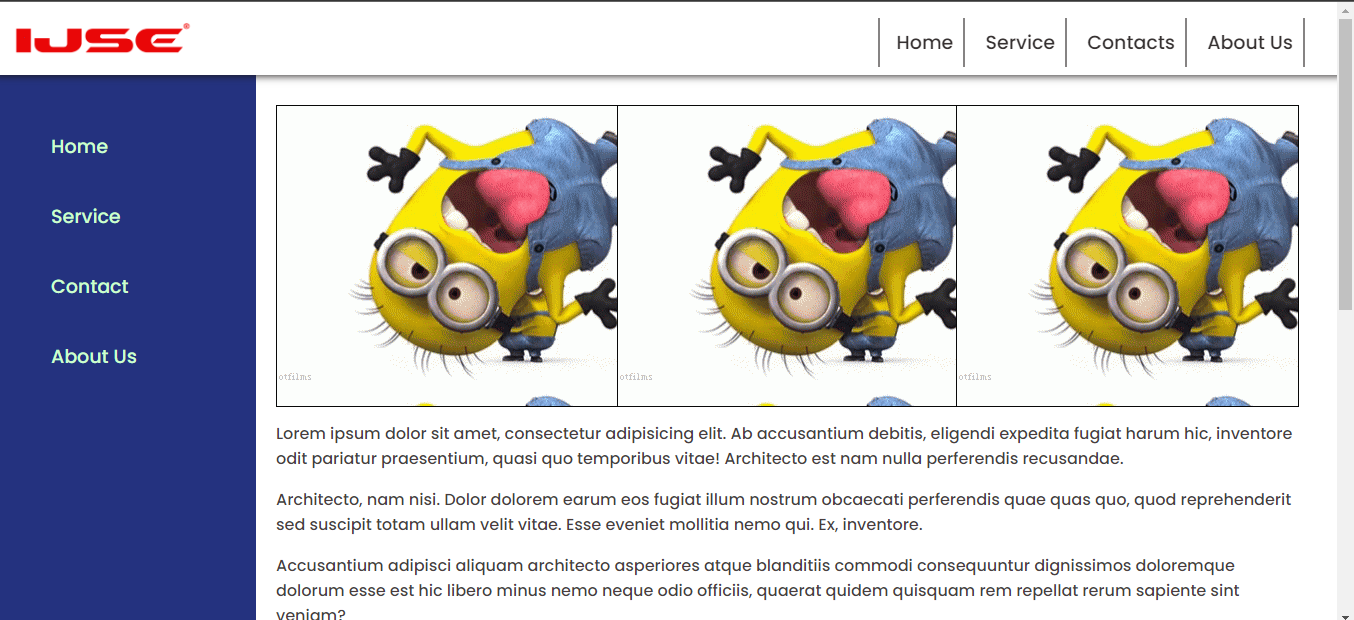 IJSE®
Home
Service
Contacts
About Us
Home
Service
Contact
About Us
otfilms
otfilms
otfilms
Lorem ipsum dolor sit amet, consectetur adipisicing elit. Ab accusantium debitis, eligendi expedita fugiat harum hic, inventore
odit pariatur praesentium, quasi quo temporibus vitae! Architecto est nam nulla perferendis recusandae.
Architecto, nam nisi. Dolor dolorem earum eos fugiat illum nostrum obcaecati perferendis quae quas quo, quod reprehenderit
sed suscipit totam ullam velit vitae. Esse eveniet mollitia nemo qui. Ex, inventore.
Accusantium adipisci aliquam architecto asperiores atque blanditiis commodi consequuntur dignissimos doloremque
dolorum esse est hic libero minus nemo neque odio officiis, quaerat quidem quisquam rem repellat rerum sapiente sint
veniam?